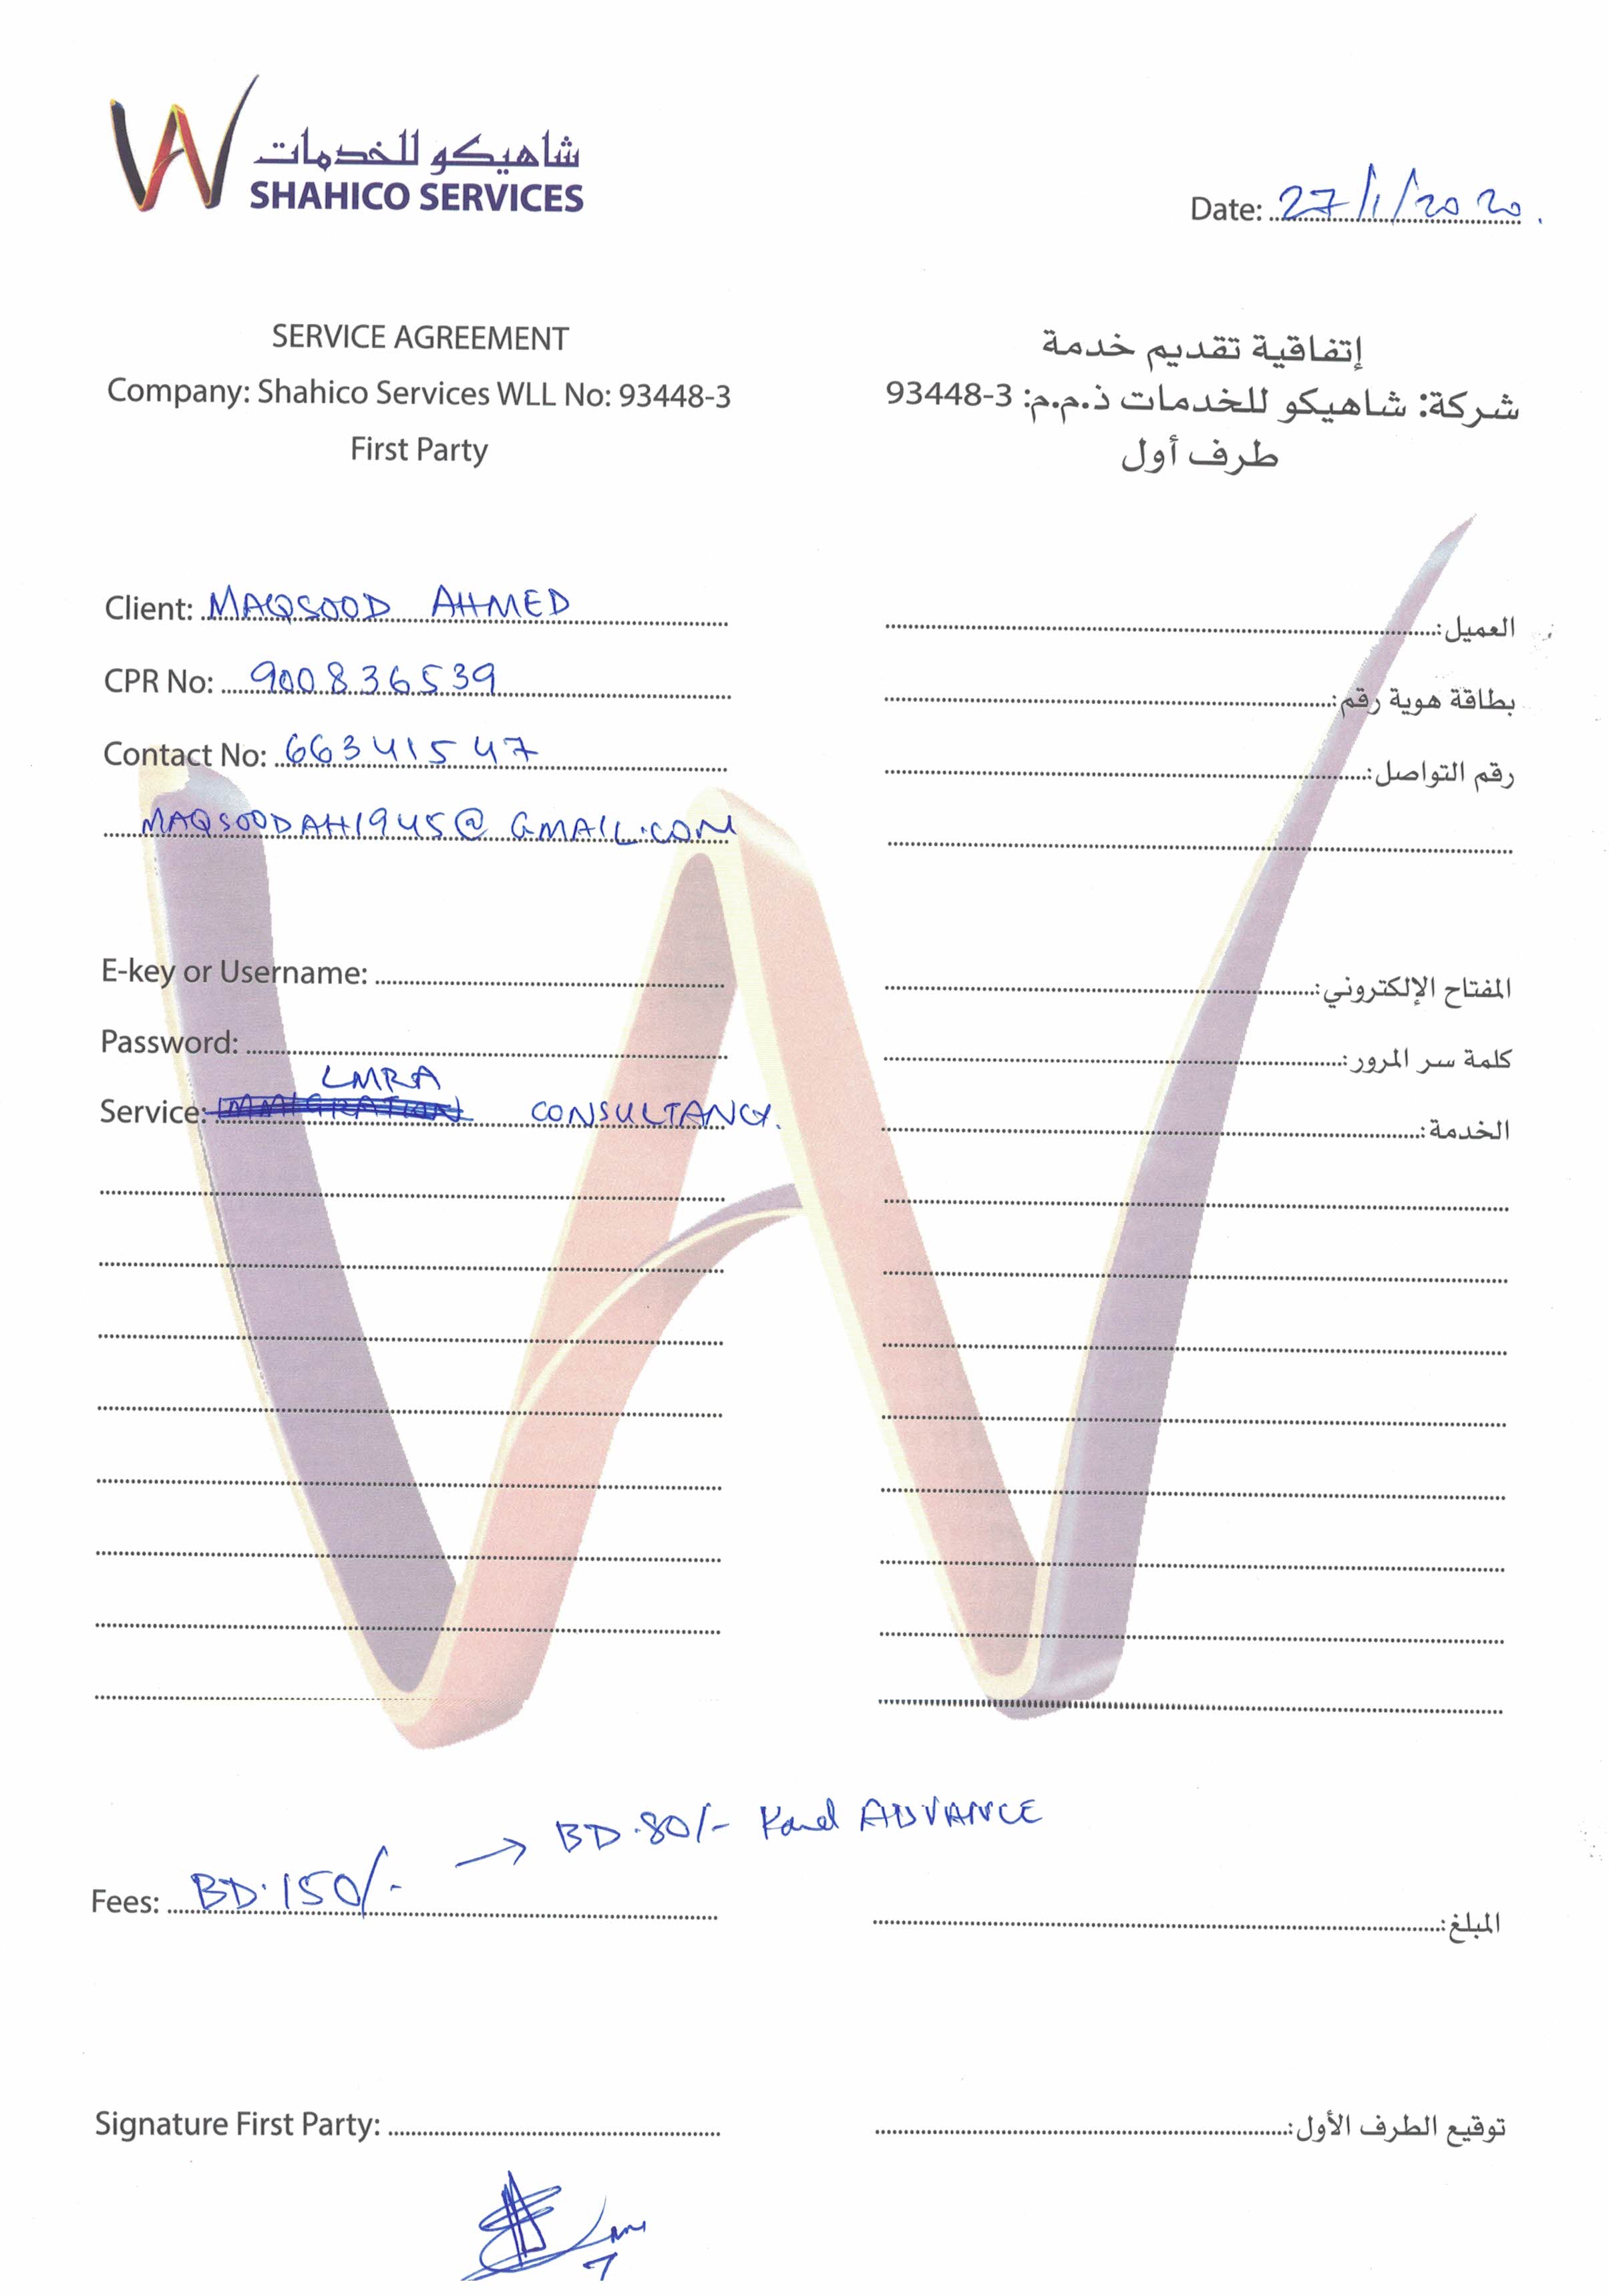 شاهيكو للخدمات
SHAHICO SERVICES
Date: 27/1/2020.
SERVICE AGREEMENT
Company: Shahico Services WLL No: 93448-3
First Party
إتفاقية تقديم خدمة
شركة: شاهيكو للخدمات ذ.م.م: 3-93448
طرف أول
Client: MAQSOOD AHMED
العميل:
CPR No: 900836539
بطاقة هوية رقم:
Contact No: 66341547
رقم التواصل:
MAQSOODAH1945@GMAIL.COM
E-key or Username:
المفتاح الإلكتروني:
Password:
كلمة سر المرور:
LMRA
Service: IMMIGRATION CONSULTANCY.
الخدمة:
→ BD.80/- ADVANCE
Fees: BD.150/-
المبلغ:
Signature First Party:
توقيع الطرف الأول: